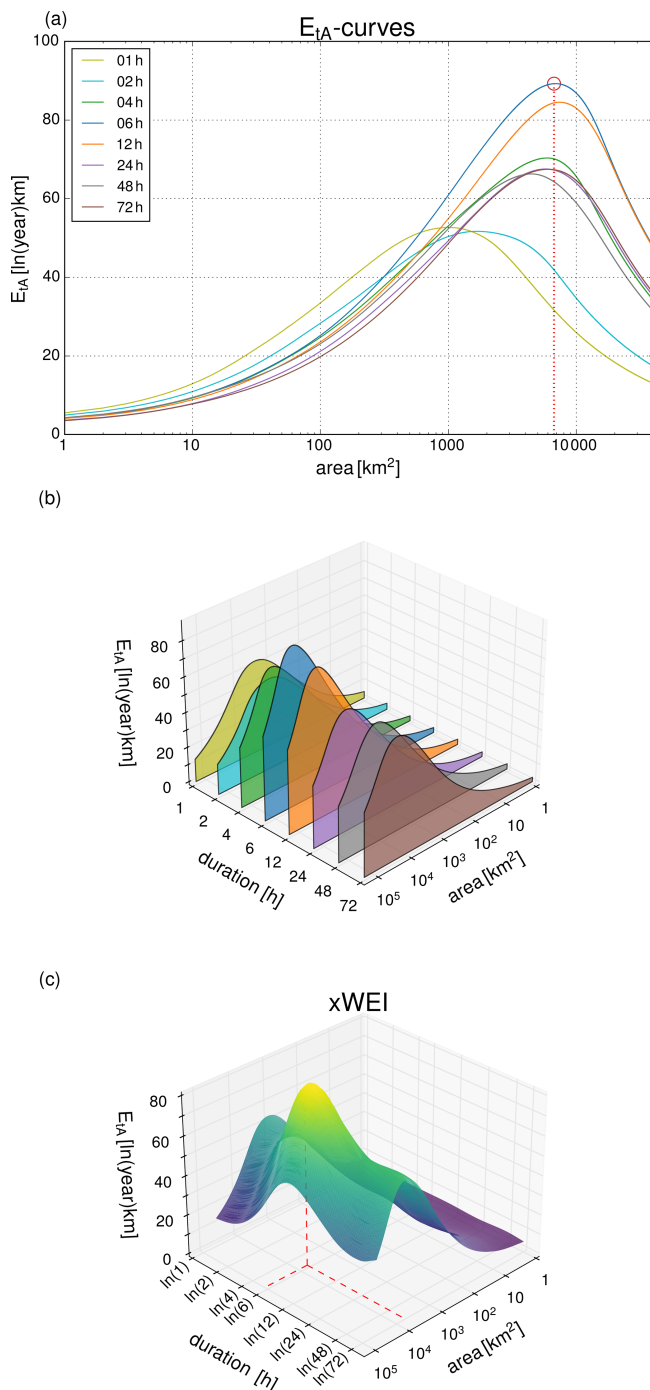 (a)
E_tA-curves
100
80
60
40
20
0
E_tA [ln(year)km]
01 h
02 h
04 h
06 h
12 h
24 h
48 h
72 h
1
10
100
1000
10000
area [km²]
(b)
E_tA [ln(year)km]
80
60
40
20
0
1
2
4
6
12
24
48
72
duration [h]
10⁵
10⁴
10³
10²
10
1
area [km²]
(c)
xWEI
E_tA [ln(year)km]
80
60
40
20
0
ln(1)
ln(2)
ln(4)
ln(6)
ln(12)
ln(24)
ln(48)
ln(72)
duration [h]
10⁵
10⁴
10³
10²
10
1
area [km²]